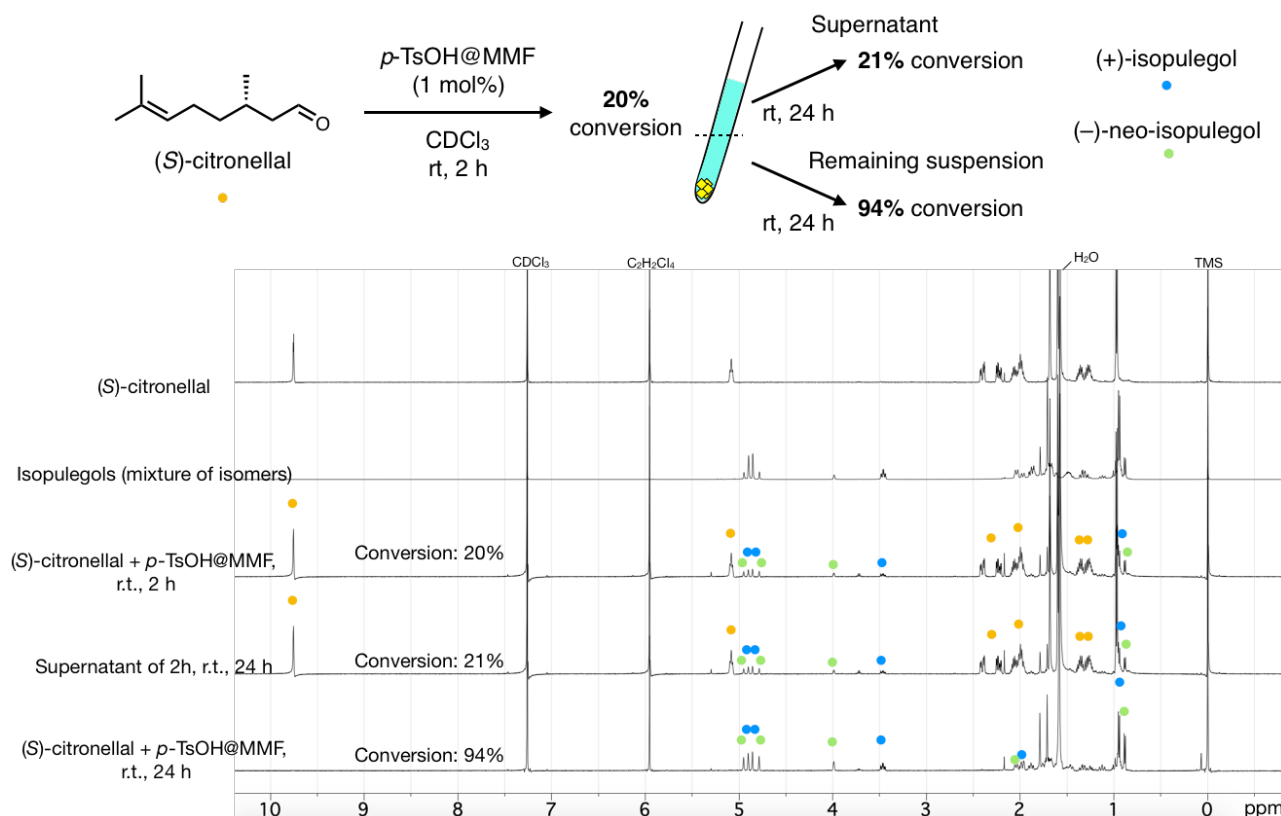 p-TsOH@MMF
(1 mol%)
CDCl₃
rt, 2 h
(S)-citronellal
20%
conversion
Supernatant
21% conversion
rt, 24 h
Remaining suspension
94% conversion
rt, 24 h
(+)-isopulegol
(−)-neo-isopulegol
O
CDCl₃
C₂H₂Cl₄
H₂O
TMS
(S)-citronellal
Isopulegols (mixture of isomers)
(S)-citronellal + p-TsOH@MMF,
r.t., 2 h
Conversion: 20%
Supernatant of 2h, r.t., 24 h
Conversion: 21%
(S)-citronellal + p-TsOH@MMF,
r.t., 24 h
Conversion: 94%
10 9 8 7 6 5 4 3 2 1 0 ppm